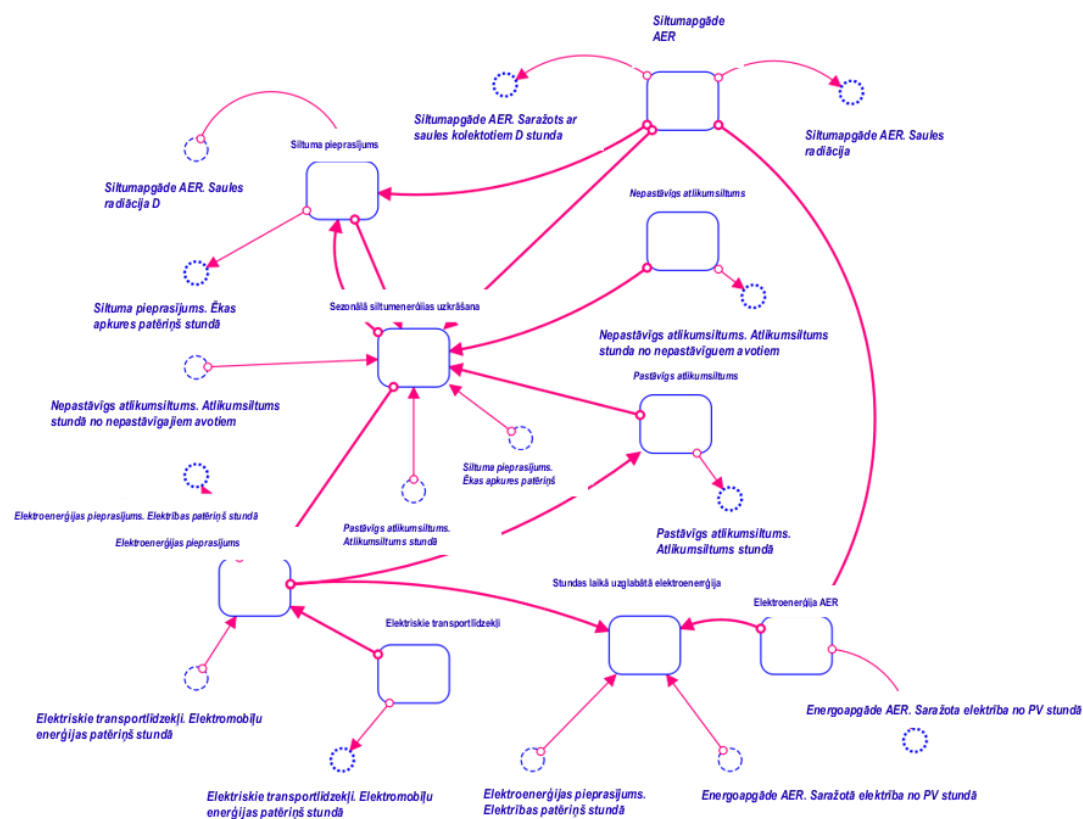 Siltumapgāde
AER
Siltumapgāde AER. Saražots ar
saules kolektotiem D stunda
Siltumapgāde AER. Saules
radiācija
Siltuma pieprasījums
Siltumapgāde AER. Saules
radiācija D
Nepastāvīgs atlikumsiltums
Siltuma pieprasījums. Ēkas
apkures patēriņš stundā
Sezonālā siltumenerģijas uzkrāšana
Nepastāvīgs atlikumsiltums. Atlikumsiltums
stunda no nepastāvīguem avotiem
Pastāvīgs atlikumsiltums
Nepastāvīgs atlikumsiltums. Atlikumsiltums
stundā no nepastāvīgajiem avotiem
Siltuma pieprasījums.
Ēkas apkures patēriņš
Elektroenerģijas pieprasījums. Elektrības patēriņš stundā
Pastāvīgs atlikumsiltums.
Atlikumsiltums stundā
Pastāvīgs atlikumsiltums.
Atlikumsiltums stundā
Elektroenerģijas pieprasījums
Stundas laikā uzglabātā elektroenerģija
Elektroenerģija AER
Elektriskie transportlīdzekļi
Elektriskie transportlīdzekļi. Elektromobiļu
enerģijas patēriņš stundā
Energoapgāde AER. Saražota elektrība no PV stundā
Elektriskie transportlīdzekļi. Elektromobiļu
enerģijas patēriņš stundā
Elektroenerģijas pieprasījums.
Elektrības patēriņš stundā
Energoapgāde AER. Saražotā elektrība no PV stundā